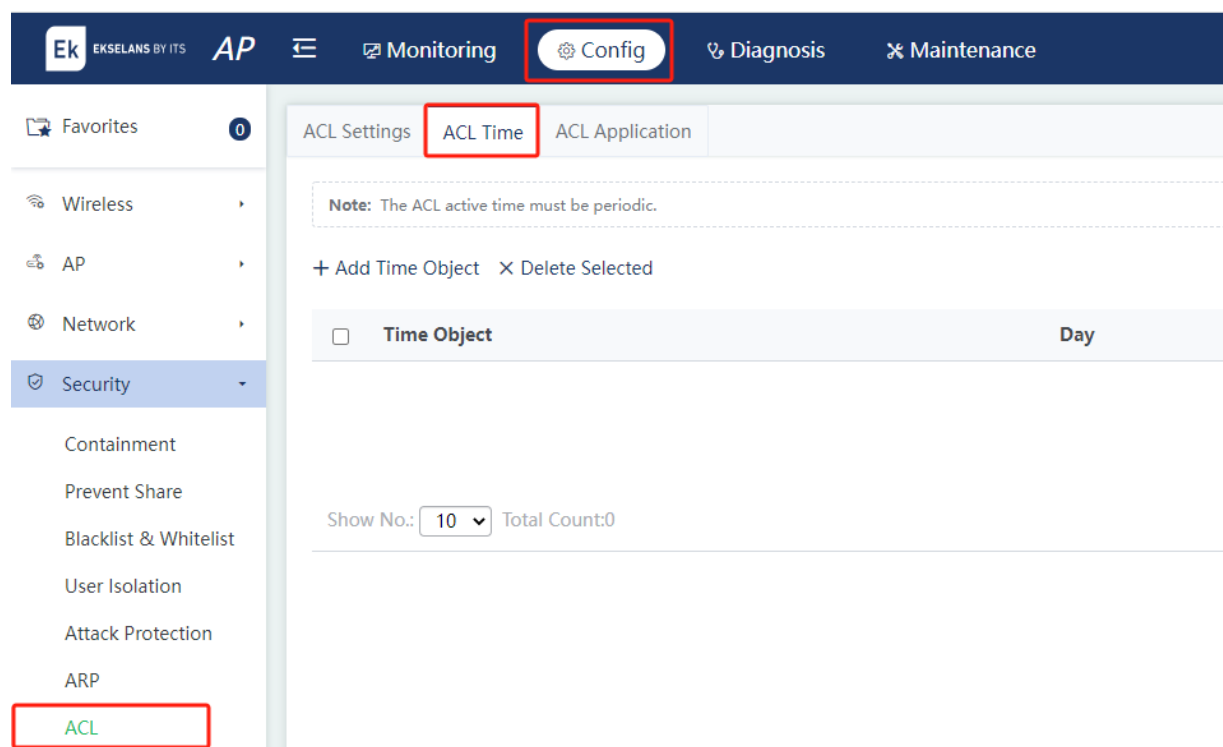 Ek EKSELANS BY ITS AP Monitoring Config Diagnosis Maintenance
Favorites 0
ACL Settings ACL Time ACL Application
Wireless
Note: The ACL active time must be periodic.
AP
+ Add Time Object × Delete Selected
Network
Time Object Day
Security
Containment
Prevent Share
Show No.: 10 Total Count:0
Blacklist & Whitelist
User Isolation
Attack Protection
ARP
ACL